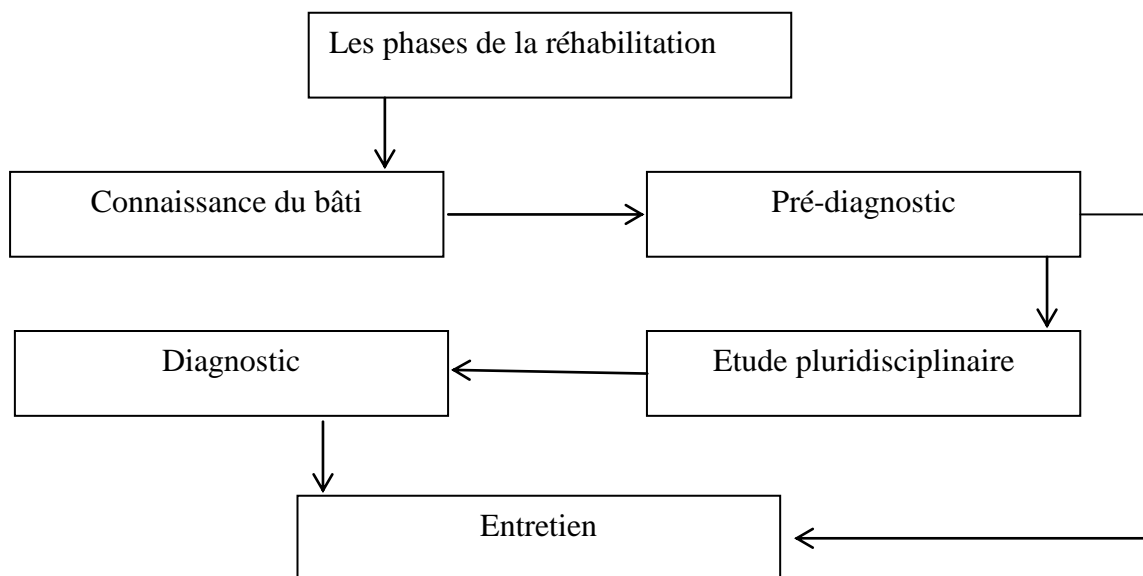 Les phases de la réhabilitation
Connaissance du bâti
Pré-diagnostic
Diagnostic
Etude pluridisciplinaire
Entretien